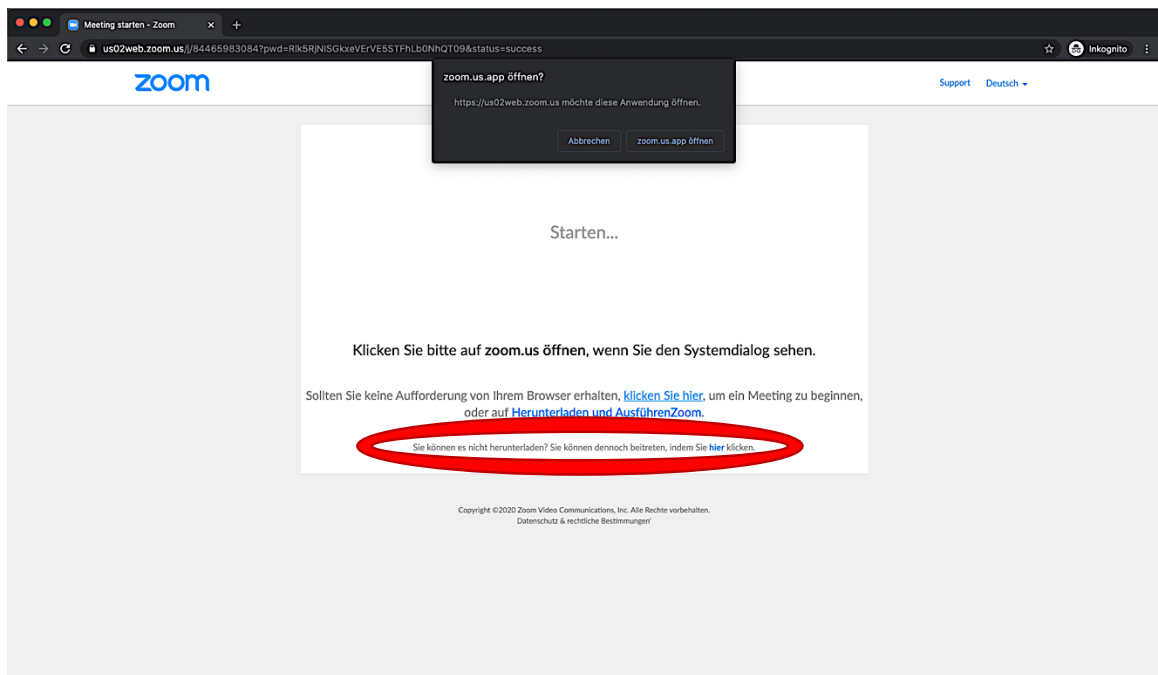 Meeting starten - Zoom
us02web.zoom.us/j/84465983084?pwd=Rlk5RjNlSGkxeVErVE5STFhLb0NhQT09&status=success
Inkognito
zoom
Support Deutsch
zoom.us.app öffnen?
https://us02web.zoom.us möchte diese Anwendung öffnen.
Abbrechen zoom.us.app öffnen
Starten...
Klicken Sie bitte auf zoom.us öffnen, wenn Sie den Systemdialog sehen.
Sollten Sie keine Aufforderung von Ihrem Browser erhalten, klicken Sie hier, um ein Meeting zu beginnen,
oder auf Herunterladen und AusführenZoom.
Sie können es nicht herunterladen? Sie können dennoch beitreten, indem Sie hier klicken.
Copyright ©2020 Zoom Video Communications, Inc. Alle Rechte vorbehalten.
Datenschutz & rechtliche Bestimmungen'